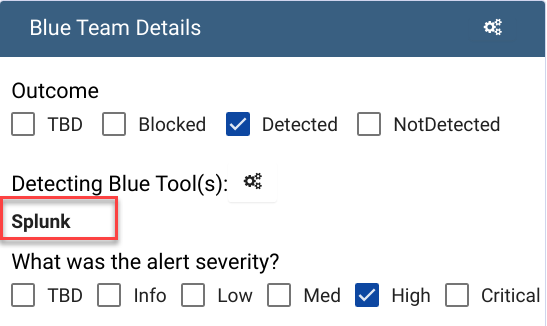 Blue Team Details
Outcome
TBD Blocked Detected NotDetected
Detecting Blue Tool(s):
Splunk
What was the alert severity?
TBD Info Low Med High Critical